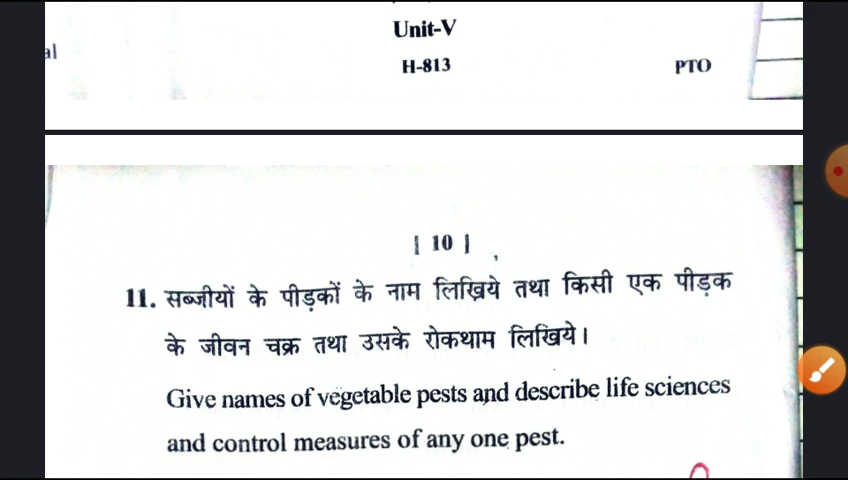 al
Unit-V
H-813
PTO
[ 10 ]
11. सब्जीयों के पीड़कों के नाम लिखिये तथा किसी एक पीड़क
के जीवन चक्र तथा उसके रोकथाम लिखिये।
Give names of vegetable pests and describe life sciences
and control measures of any one pest.